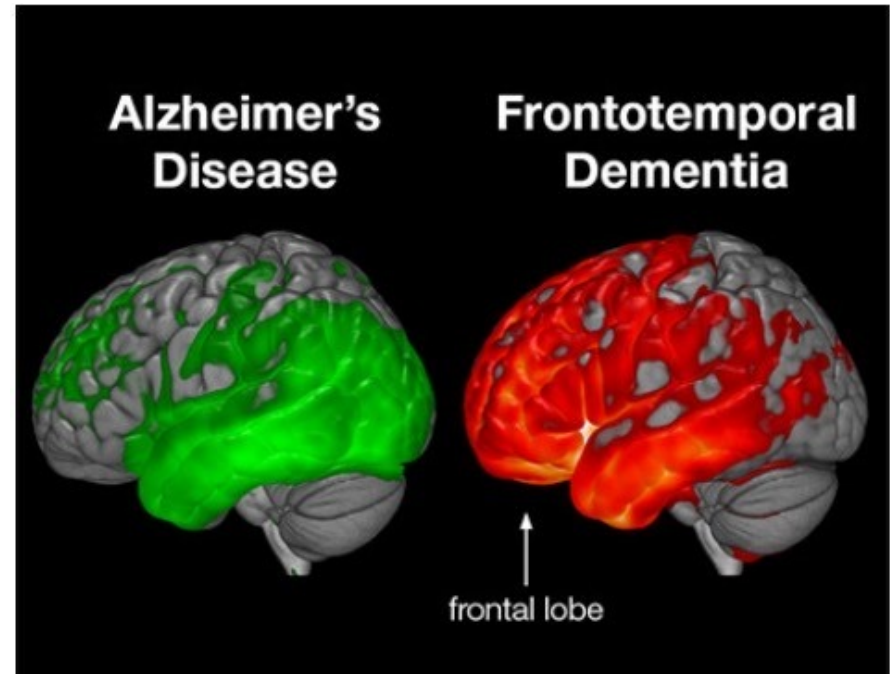 Alzheimer's
Disease
Frontotemporal
Dementia
frontal lobe